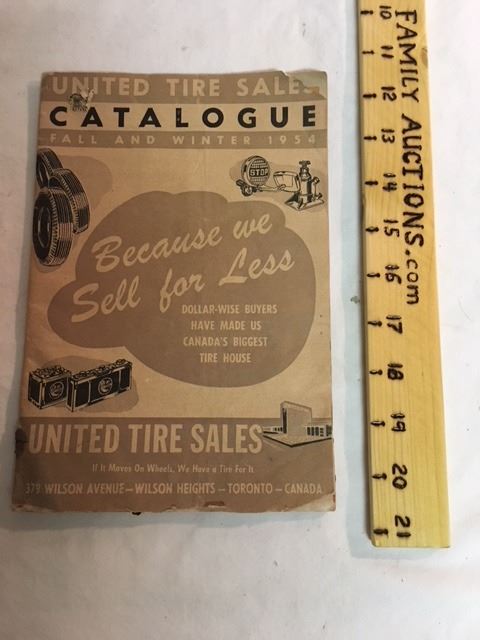 UNITED TIRE SALES
CATALOGUE
FALL AND WINTER 1954
STOP
Because we
Sell for Less
DOLLAR-WISE BUYERS
HAVE MADE US
CANADA'S BIGGEST
TIRE HOUSE
UNITED TIRE SALES
If It Moves On Wheels, We Have a Tire For It
379 WILSON AVENUE—WILSON HEIGHTS—TORONTO—CANADA
FAMILY AUCTIONS.com
10
11
12
13
14
15
16
17
18
19
20
21